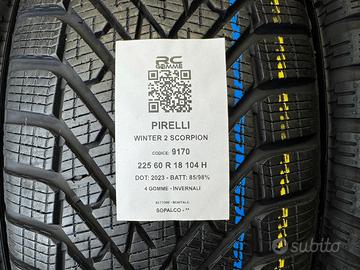 RC
GOMME
PIRELLI
WINTER 2 SCORPION
CODICE: 9170
225 60 R 18 104 H
DOT: 2023 - BATT: 85/98%
4 GOMME - INVERNALI
SOPALCO - **
subito